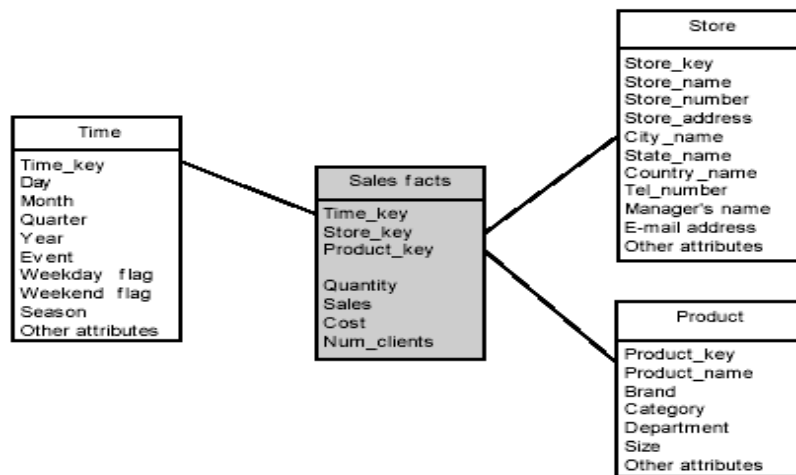 Time
Time_key
Day
Month
Quarter
Year
Event
Weekday flag
Weekend flag
Season
Other attributes
Sales facts
Time_key
Store_key
Product_key
Quantity
Sales
Cost
Num_clients
Store
Store_key
Store_name
Store_number
Store_address
City_name
State_name
Country_name
Tel_number
Manager's name
E-mail address
Other attributes
Product
Product_key
Product_name
Brand
Category
Department
Size
Other attributes